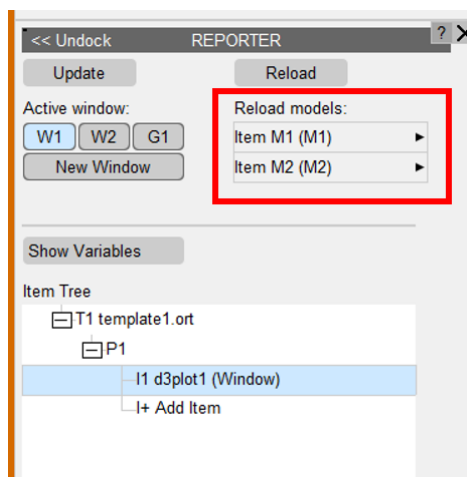 << Undock REPORTER ? X
Update Reload
Active window: Reload models:
W1 W2 G1 Item M1 (M1)
New Window Item M2 (M2)
Show Variables
Item Tree
T1 template1.ort
P1
I1 d3plot1 (Window)
I+ Add Item